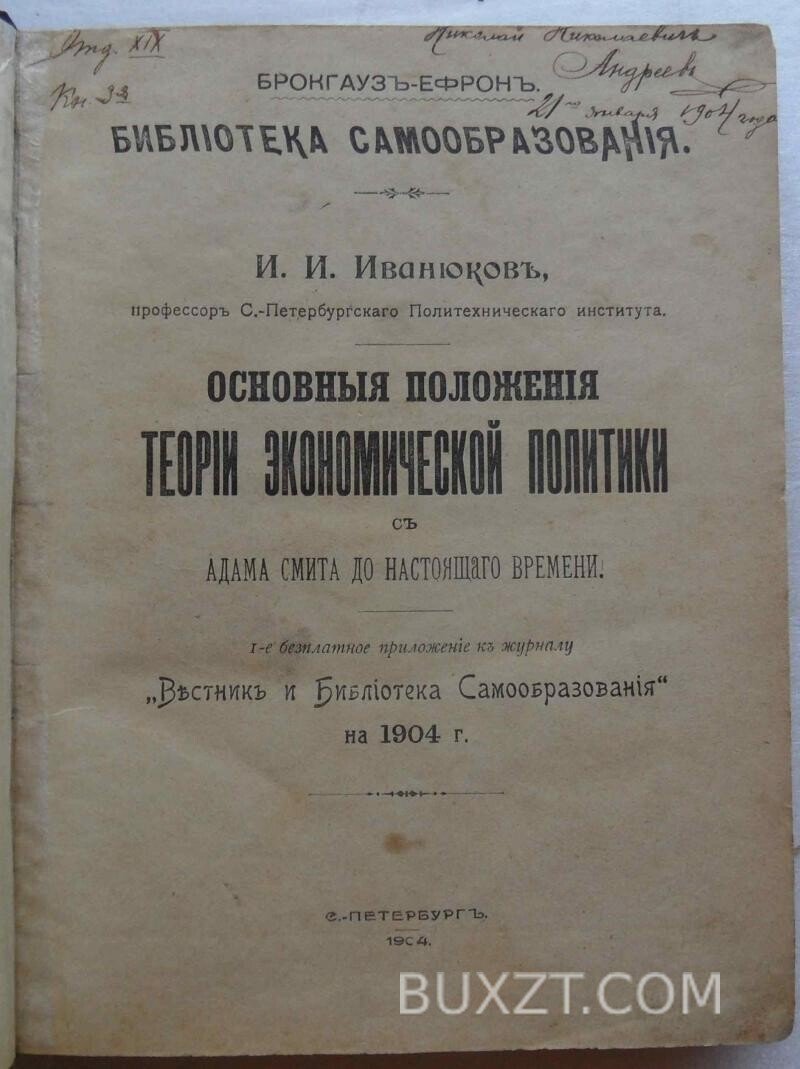 Отд. XIX
Кн. 33
Николай Николаевичъ
Андреевъ
21го января 1904 года
БРОКГАУЗЪ-ЕФРОНЪ.
БИБЛІОТЕКА САМООБРАЗОВАНІЯ.
И. И. Иванюковъ,
профессоръ С.-Петербургскаго Политехническаго института.
ОСНОВНЫЯ ПОЛОЖЕНІЯ
ТЕОРІИ ЭКОНОМИЧЕСКОЙ ПОЛИТИКИ
СЪ
АДАМА СМИТА ДО НАСТОЯЩАГО ВРЕМЕНИ.
1-е безплатное приложеніе къ журналу
„Вѣстникъ и Библіотека Самообразованія“
на 1904 г.
С.-ПЕТЕРБУРГЪ.
1904.
BUXZT.COM